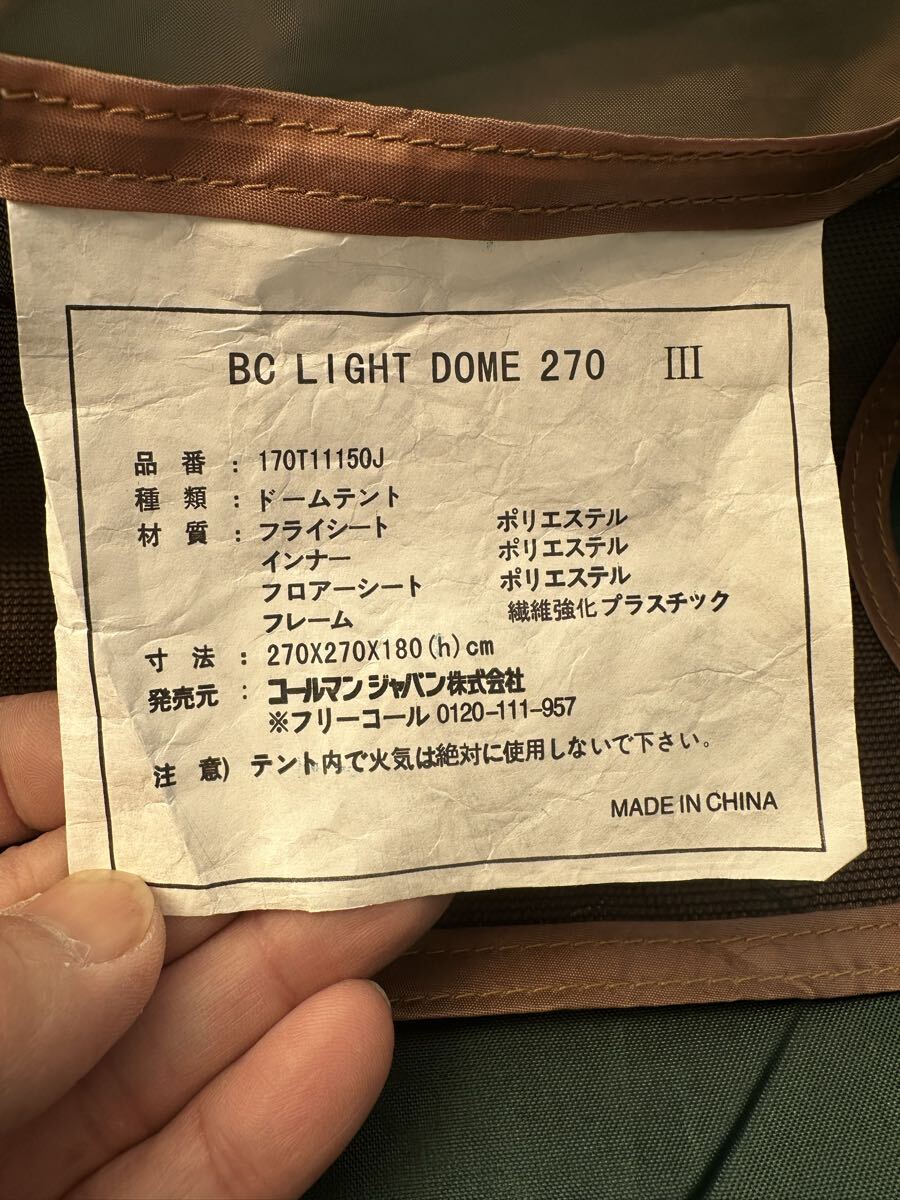 BC LIGHT DOME 270 III
品番：170T11150J
種類：ドームテント
材質：フライシート ポリエステル
インナー ポリエステル
フロアーシート ポリエステル
フレーム 繊維強化プラスチック
寸法：270X270X180(h)cm
発売元：コールマンジャパン株式会社
※フリーコール 0120-111-957
注意) テント内で火気は絶対に使用しないで下さい。
MADE IN CHINA